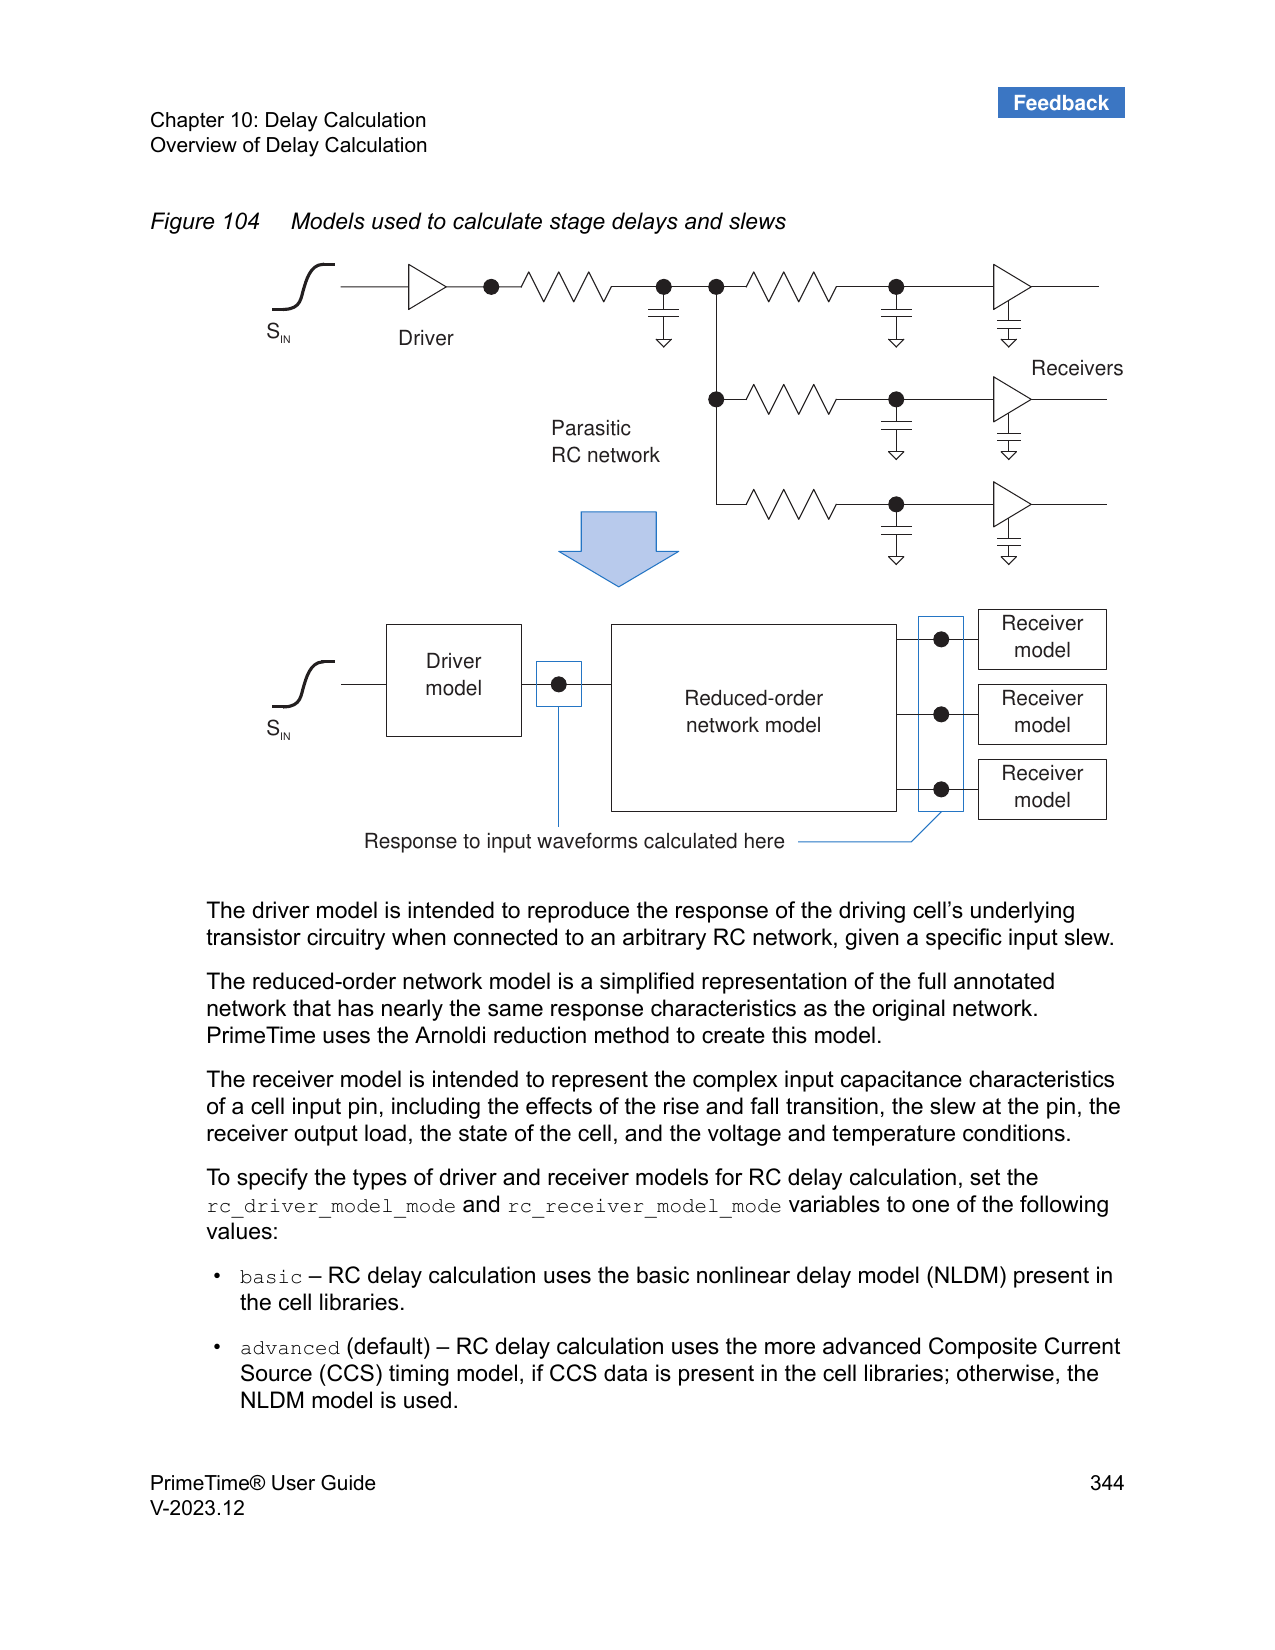 Feedback
Chapter 10: Delay Calculation
Overview of Delay Calculation
Figure 104 Models used to calculate stage delays and slews
SIN
Driver
Receivers
Parasitic
RC network
Driver
model
SIN
Reduced-order
network model
Receiver
model
Receiver
model
Receiver
model
Response to input waveforms calculated here
The driver model is intended to reproduce the response of the driving cell’s underlying
transistor circuitry when connected to an arbitrary RC network, given a specific input slew.
The reduced-order network model is a simplified representation of the full annotated
network that has nearly the same response characteristics as the original network.
PrimeTime uses the Arnoldi reduction method to create this model.
The receiver model is intended to represent the complex input capacitance characteristics
of a cell input pin, including the effects of the rise and fall transition, the slew at the pin, the
receiver output load, the state of the cell, and the voltage and temperature conditions.
To specify the types of driver and receiver models for RC delay calculation, set the
rc_driver_model_mode and rc_receiver_model_mode variables to one of the following
values:
• basic – RC delay calculation uses the basic nonlinear delay model (NLDM) present in
the cell libraries.
• advanced (default) – RC delay calculation uses the more advanced Composite Current
Source (CCS) timing model, if CCS data is present in the cell libraries; otherwise, the
NLDM model is used.
PrimeTime® User Guide 344
V-2023.12